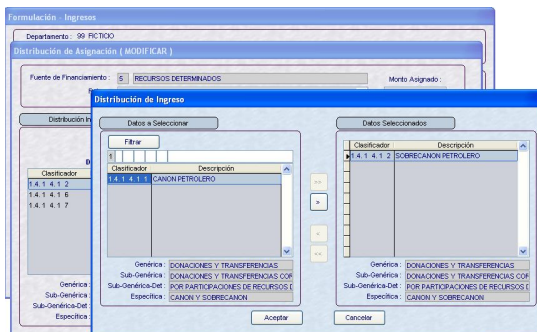 Formulación - Ingresos
Departamento : 99 FICTICIO
Distribución de Asignación ( MODIFICAR )
Fuente de Financiamiento : 5 RECURSOS DETERMINADOS Monto Asignado :
Distribución de Ingreso
Distribución In
Clasificador
1.4. 1 4. 1 2
1.4. 1 4. 1 6
1.4. 1 4. 1 7
Genérica :
Sub-Genérica :
Sub-Genérica-Det :
Específica :
Datos a Seleccionar
Filtrar
1
Clasificador Descripción
1.4. 1 4. 1 1 CANON PETROLERO
Genérica : DONACIONES Y TRANSFERENCIAS
Sub-Genérica : DONACIONES Y TRANSFERENCIAS COR
Sub-Genérica-Det : POR PARTICIPACIONES DE RECURSOS D
Específica : CANON Y SOBRECANON
>>
>
<
<<
Datos Seleccionados
Clasificador Descripción
1.4. 1 4. 1 2 SOBRECANON PETROLERO
Genérica : DONACIONES Y TRANSFERENCIAS
Sub-Genérica : DONACIONES Y TRANSFERENCIAS COR
Sub-Genérica-Det : POR PARTICIPACIONES DE RECURSOS D
Específica : CANON Y SOBRECANON
Aceptar Cancelar